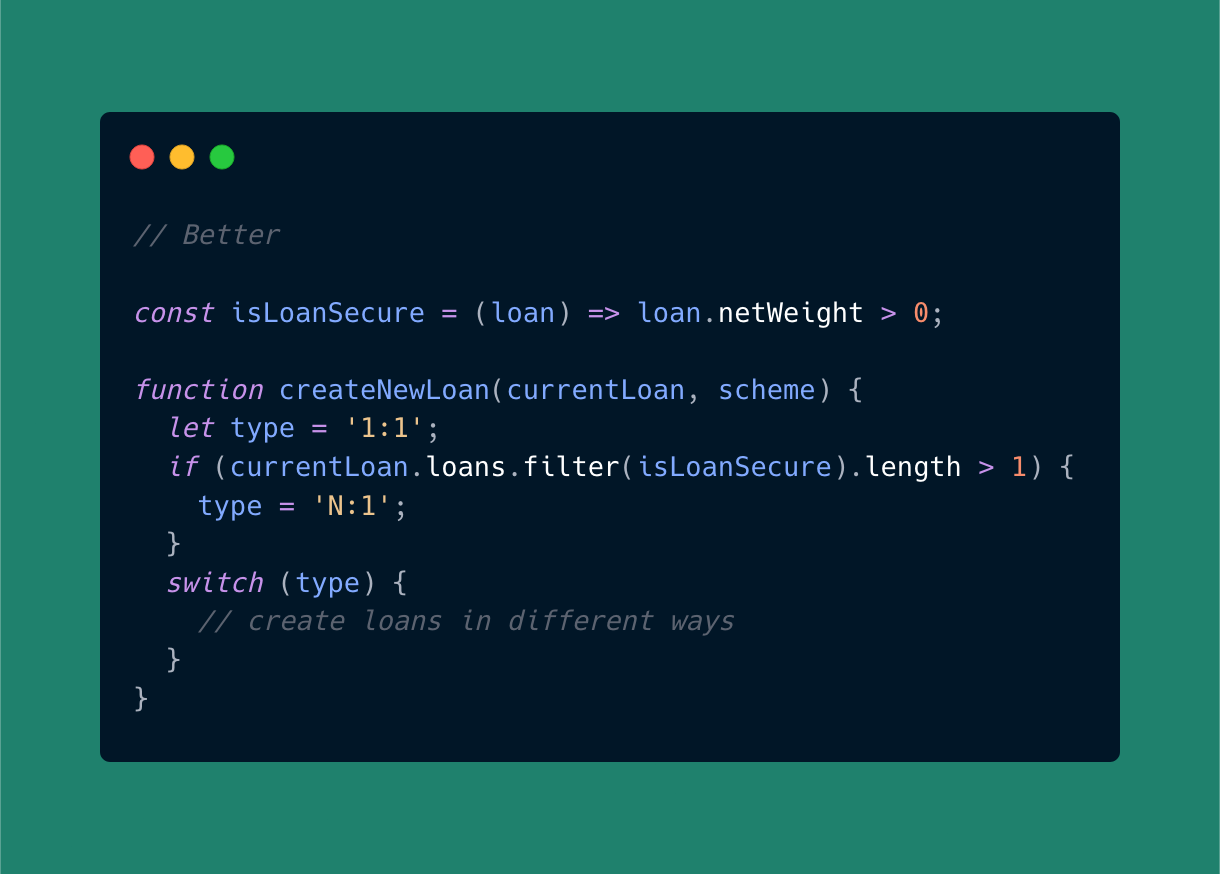 // Better
const isLoanSecure = (loan) => loan.netWeight > 0;
function createNewLoan(currentLoan, scheme) {
  let type = '1:1';
  if (currentLoan.loans.filter(isLoanSecure).length > 1) {
    type = 'N:1';
  }
  switch (type) {
    // create loans in different ways
  }
}